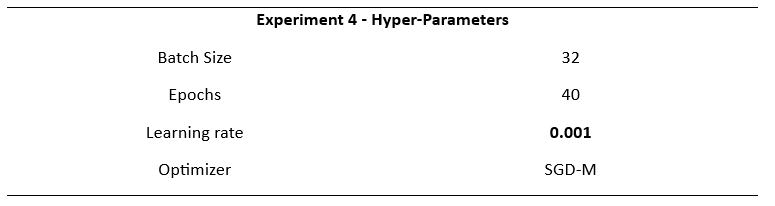 Experiment 4 - Hyper-Parameters
Batch Size 32
Epochs 40
Learning rate 0.001
Optimizer SGD-M